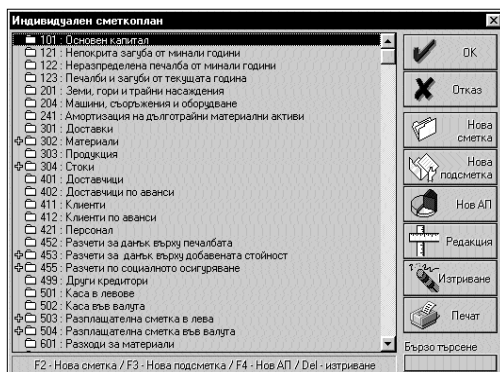 Индивидуален сметкоплан
101 : Основен капитал
121 : Непокрита загуба от минали години
122 : Неразпределена печалба от минали години
123 : Печалби и загуби от текущата година
201 : Земи, гори и трайни насаждения
204 : Машини, съоръжения и оборудване
241 : Амортизация на дълготрайни материални активи
301 : Доставки
302 : Материали
303 : Продукция
304 : Стоки
401 : Доставчици
402 : Доставчици по аванси
411 : Клиенти
412 : Клиенти по аванси
421 : Персонал
452 : Разчети за данък върху печалбата
453 : Разчети за данък върху добавената стойност
455 : Разчети по социалното осигуряване
499 : Други кредитори
501 : Каса в левове
502 : Каса във валута
503 : Разплащателна сметка в лева
504 : Разплащателна сметка във валута
601 : Разходи за материали
F2 - Нова сметка / F3 - Нова подсметка / F4 - Нов АП / Del - изтриване
OK
Отказ
Нова
сметка
Нова
подсметка
Нов АП
Редакция
Изтриване
Печат
Бързо търсене